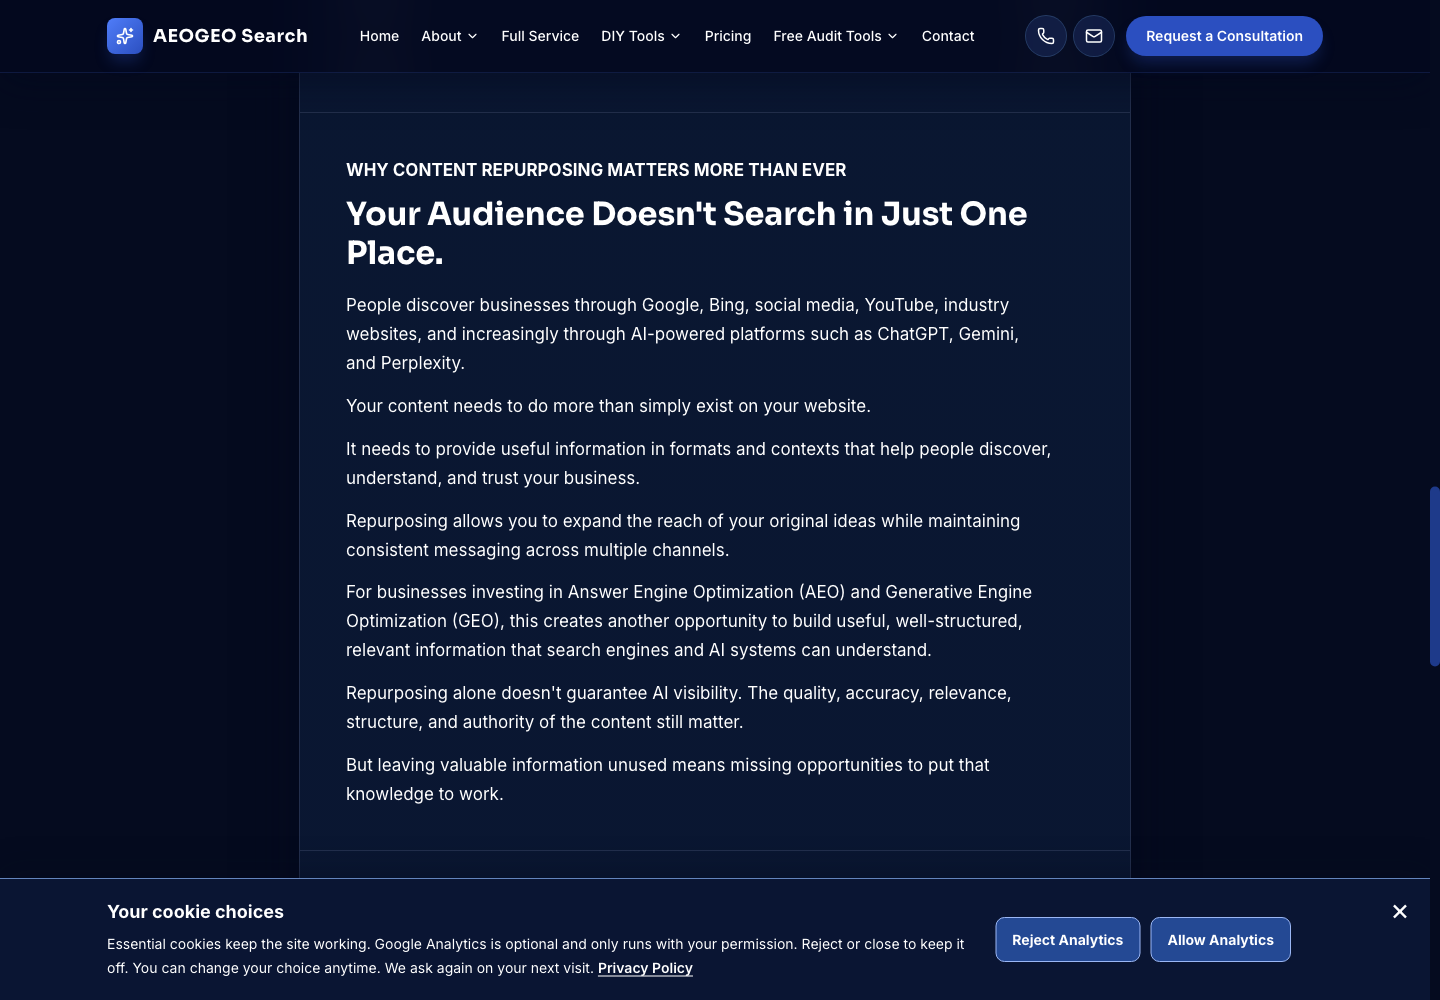 AEOGEO Search
Home
About
Full Service
DIY Tools
Pricing
Free Audit Tools
Contact
Request a Consultation
WHY CONTENT REPURPOSING MATTERS MORE THAN EVER
Your Audience Doesn't Search in Just One
Place.
People discover businesses through Google, Bing, social media, YouTube, industry
websites, and increasingly through AI-powered platforms such as ChatGPT, Gemini,
and Perplexity.
Your content needs to do more than simply exist on your website.
It needs to provide useful information in formats and contexts that help people discover,
understand, and trust your business.
Repurposing allows you to expand the reach of your original ideas while maintaining
consistent messaging across multiple channels.
For businesses investing in Answer Engine Optimization (AEO) and Generative Engine
Optimization (GEO), this creates another opportunity to build useful, well-structured,
relevant information that search engines and AI systems can understand.
Repurposing alone doesn't guarantee AI visibility. The quality, accuracy, relevance,
structure, and authority of the content still matter.
But leaving valuable information unused means missing opportunities to put that
knowledge to work.
Your cookie choices
Essential cookies keep the site working. Google Analytics is optional and only runs with your permission. Reject or close to keep it
off. You can change your choice anytime. We ask again on your next visit. Privacy Policy
Reject Analytics
Allow Analytics